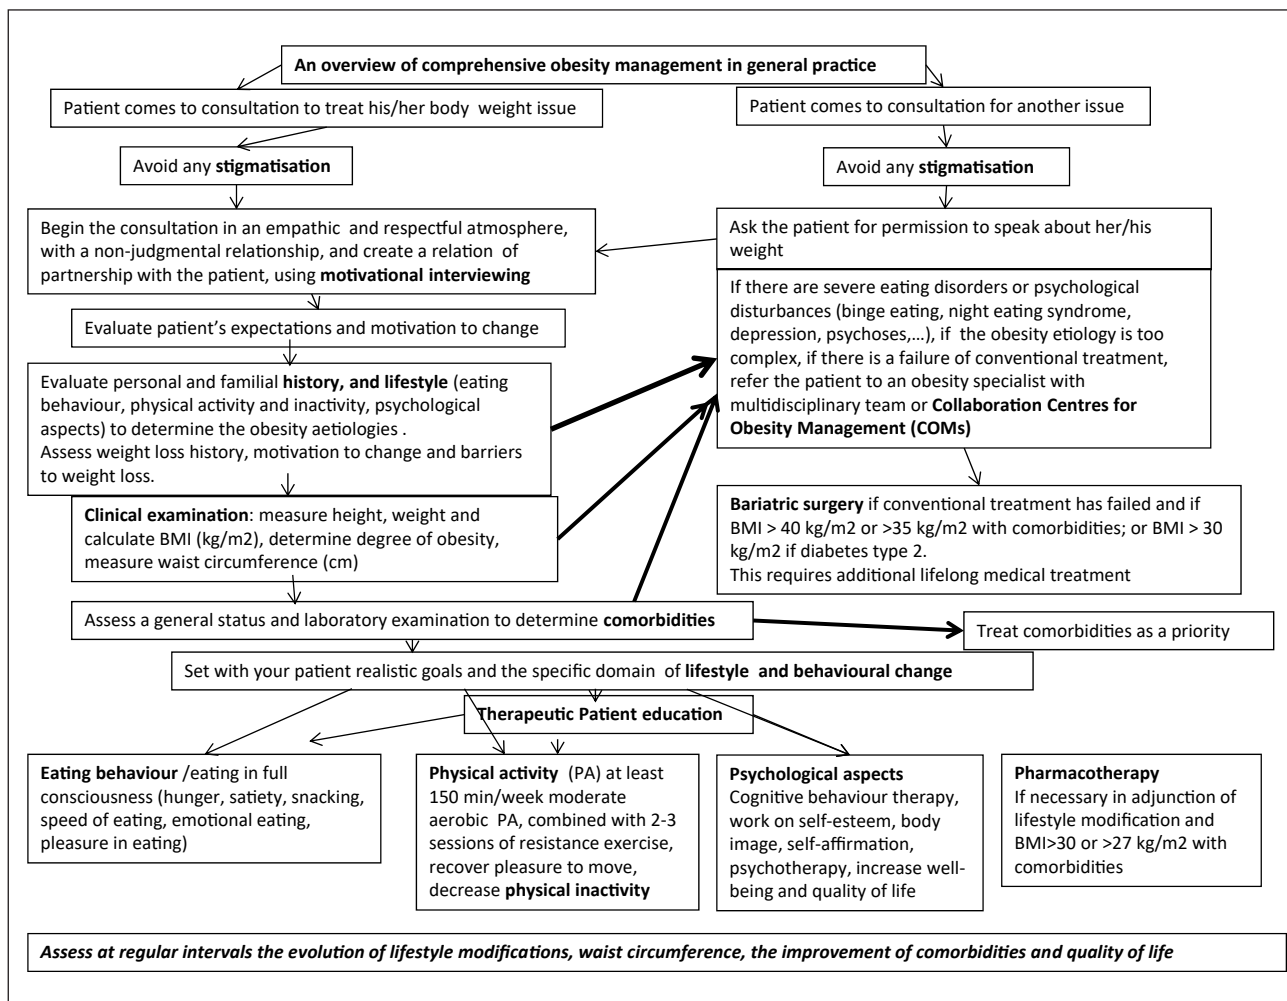 An overview of comprehensive obesity management in general practice
Patient comes to consultation to treat his/her body weight issue
Patient comes to consultation for another issue
Avoid any stigmatisation
Avoid any stigmatisation
Begin the consultation in an empathic and respectful atmosphere,
with a non-judgmental relationship, and create a relation of
partnership with the patient, using motivational interviewing
Ask the patient for permission to speak about her/his
weight
Evaluate patient's expectations and motivation to change
If there are severe eating disorders or psychological
disturbances (binge eating, night eating syndrome,
depression, psychoses,...), if the obesity etiology is too
complex, if there is a failure of conventional treatment,
refer the patient to an obesity specialist with
multidisciplinary team or Collaboration Centres for
Obesity Management (COMs)
Evaluate personal and familial history, and lifestyle (eating
behaviour, physical activity and inactivity, psychological
aspects) to determine the obesity aetiologies .
Assess weight loss history, motivation to change and barriers
to weight loss.
Clinical examination: measure height, weight and
calculate BMI (kg/m2), determine degree of obesity,
measure waist circumference (cm)
Bariatric surgery if conventional treatment has failed and if
BMI > 40 kg/m2 or >35 kg/m2 with comorbidities; or BMI > 30
kg/m2 if diabetes type 2.
This requires additional lifelong medical treatment
Assess a general status and laboratory examination to determine comorbidities
Treat comorbidities as a priority
Set with your patient realistic goals and the specific domain of lifestyle and behavioural change
Therapeutic Patient education
Eating behaviour /eating in full
consciousness (hunger, satiety, snacking,
speed of eating, emotional eating,
pleasure in eating)
Physical activity (PA) at least
150 min/week moderate
aerobic PA, combined with 2-3
sessions of resistance exercise,
recover pleasure to move,
decrease physical inactivity
Psychological aspects
Cognitive behaviour therapy,
work on self-esteem, body
image, self-affirmation,
psychotherapy, increase well-
being and quality of life
Pharmacotherapy
If necessary in adjunction of
lifestyle modification and
BMI>30 or >27 kg/m2 with
comorbidities
Assess at regular intervals the evolution of lifestyle modifications, waist circumference, the improvement of comorbidities and quality of life